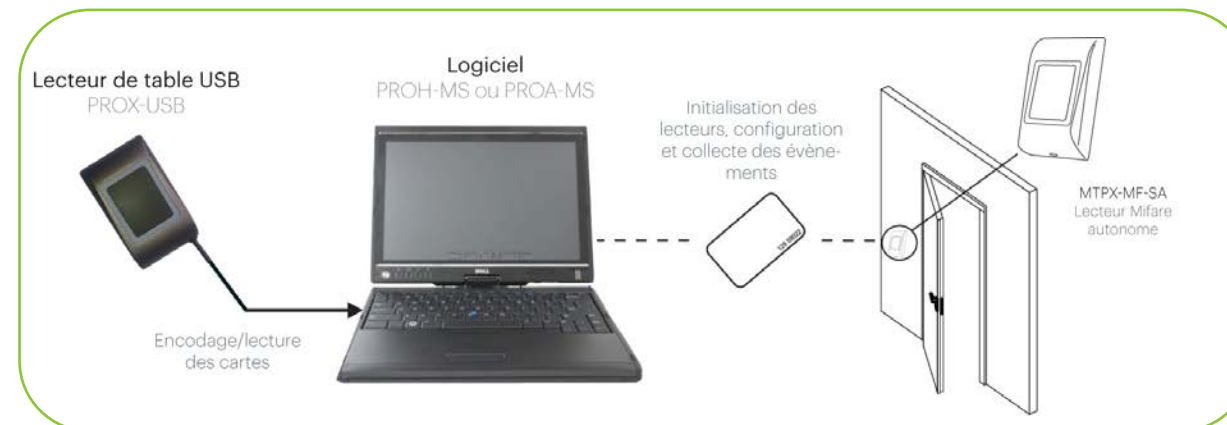 Lecteur de table USB
PROX-USB
Encodage/lecture
des cartes
Logiciel
PROH-MS ou PROA-MS
DELL
Initialisation des
lecteurs, configuration
et collecte des évène-
ments
MTPX-MF-SA
Lecteur Mifare
autonome